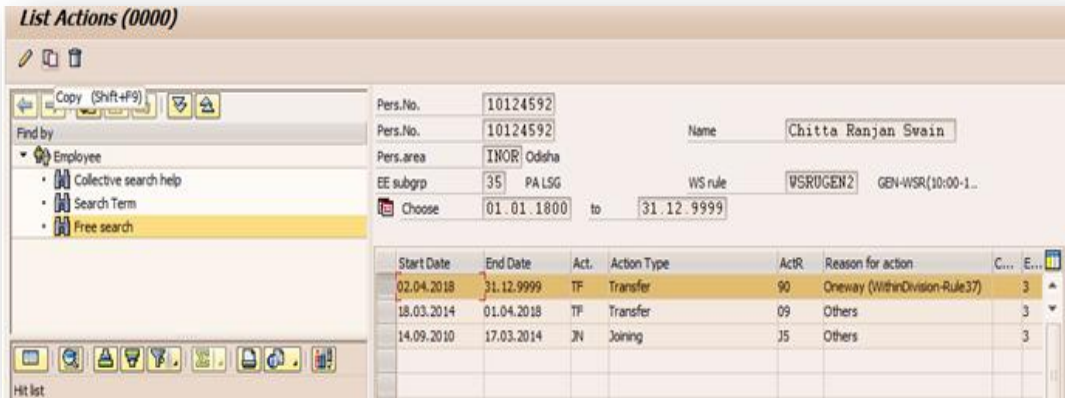 List Actions (0000)
Copy (Shift+F9)
Find by
Employee
Collective search help
Search Term
Free search
Hit list
Pers.No. 10124592
Pers.No. 10124592 Name Chitta Ranjan Swain
Pers.area INOR Odisha
EE subgrp 35 PA LSG WS rule WSRUGEN2 GEN-WSR(10:00-1...
Choose 01.01.1800 to 31.12.9999
Start Date End Date Act. Action Type ActR Reason for action C... E...
02.04.2018 31.12.9999 TF Transfer 90 Oneway (WithinDivision-Rule37) 3
18.03.2014 01.04.2018 TF Transfer 09 Others 3
14.09.2010 17.03.2014 JN Joining J5 Others 3